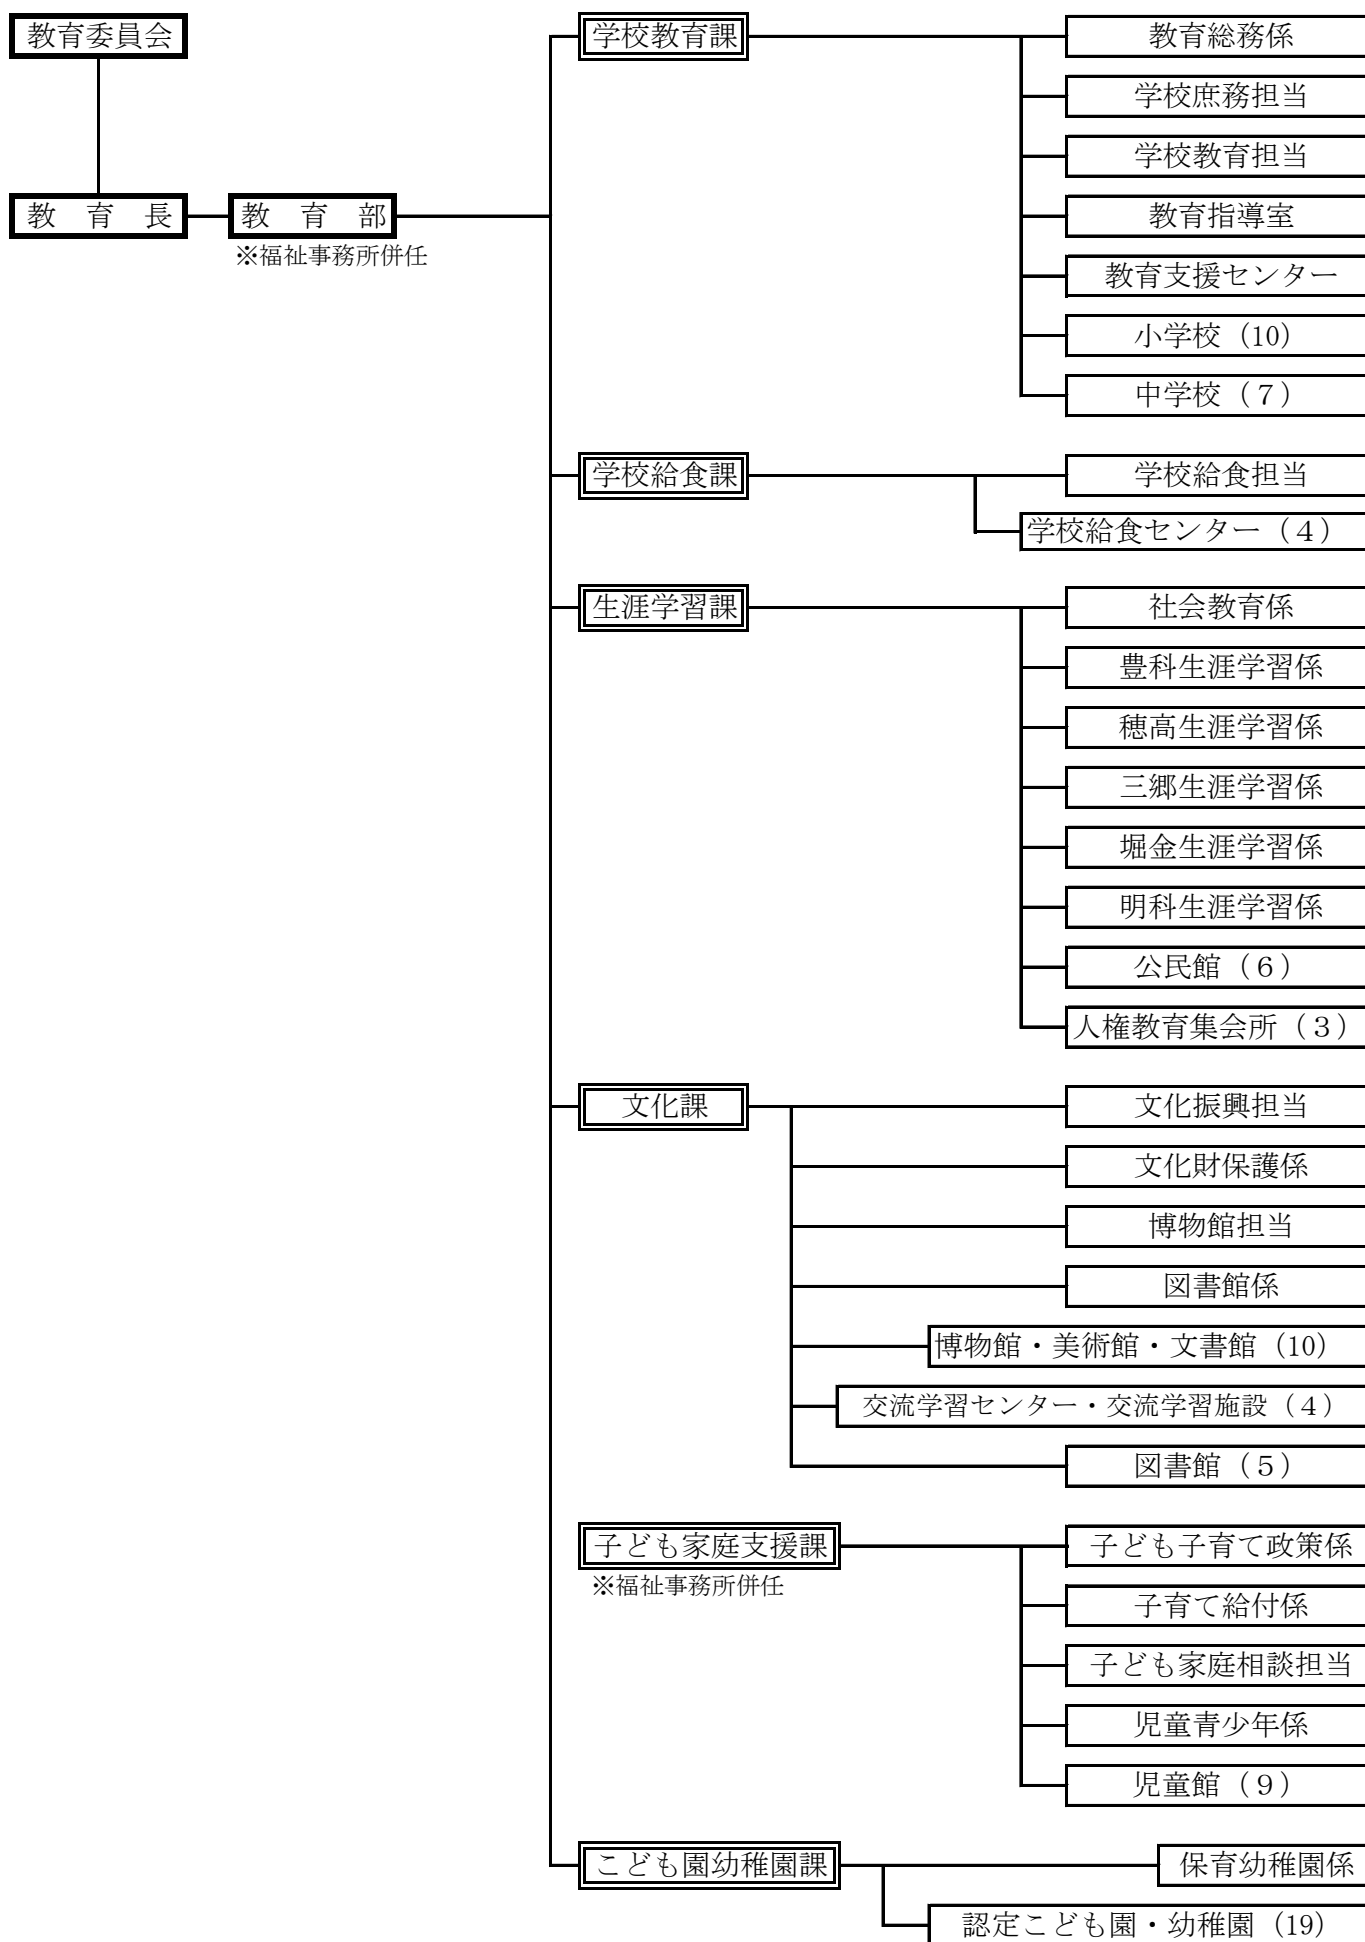 教育委員会
教　育　長
教　育　部
※福祉事務所併任
学校教育課
教育総務係
学校庶務担当
学校教育担当
教育指導室
教育支援センター
小学校（10）
中学校（７）
学校給食課
学校給食担当
学校給食センター（４）
生涯学習課
社会教育係
豊科生涯学習係
穂高生涯学習係
三郷生涯学習係
堀金生涯学習係
明科生涯学習係
公民館（６）
人権教育集会所（３）
文化課
文化振興担当
文化財保護係
博物館担当
図書館係
博物館・美術館・文書館（10）
交流学習センター・交流学習施設（４）
図書館（５）
子ども家庭支援課
※福祉事務所併任
子ども子育て政策係
子育て給付係
子ども家庭相談担当
児童青少年係
児童館（９）
こども園幼稚園課
保育幼稚園係
認定こども園・幼稚園（19）